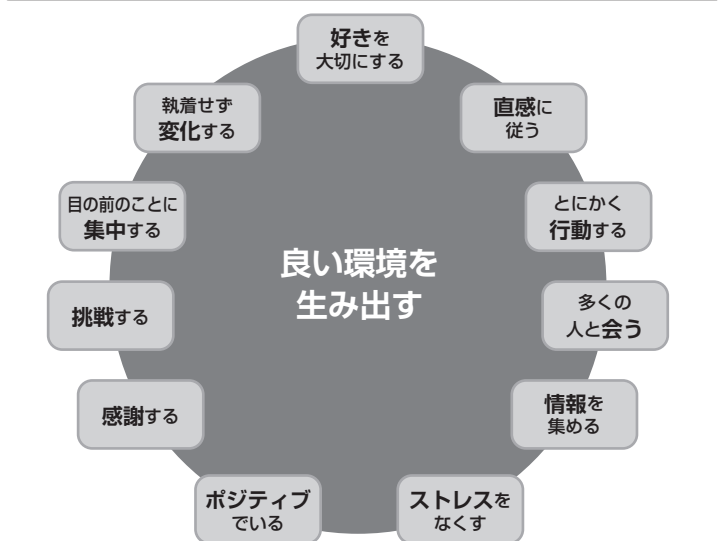 好きを
大切にする
直感に
従う
とにかく
行動する
多くの
人と会う
情報を
集める
ストレスを
なくす
ポジティブ
でいる
感謝する
挑戦する
目の前のことに
集中する
執着せず
変化する
良い環境を
生み出す